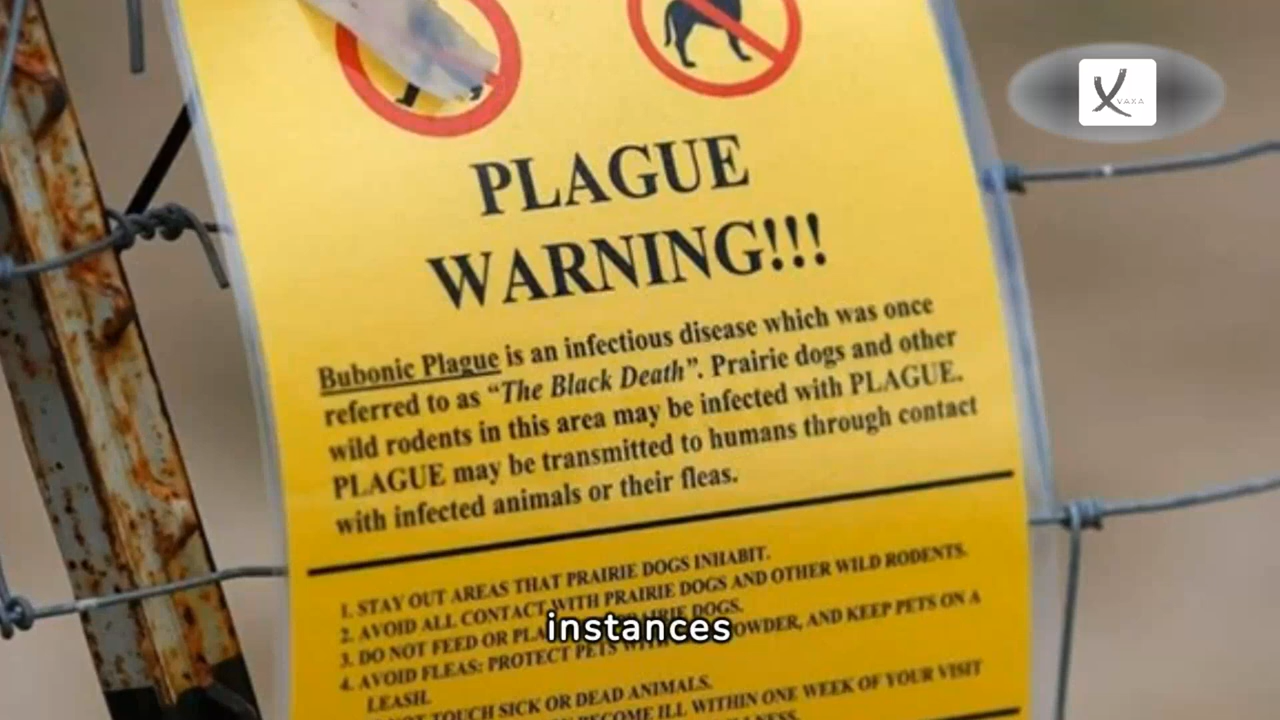 VAXA
PLAGUE
WARNING!!!
Bubonic Plague is an infectious disease which was once
referred to as “The Black Death”. Prairie dogs and other
wild rodents in this area may be infected with PLAGUE.
PLAGUE may be transmitted to humans through contact
with infected animals or their fleas.
1. STAY OUT AREAS THAT PRAIRIE DOGS INHABIT.
2. AVOID ALL CONTACT WITH PRAIRIE DOGS AND OTHER WILD RODENTS.
3. DO NOT FEED OR PRAIRIE DOGS.
4. AVOID FLEAS: PROTECT PETS AND KEEP PETS ON A
LEASH.
TOUCH SICK OR DEAD ANIMALS.
BECOME ILL WITHIN ONE WEEK OF YOUR VISIT
instances